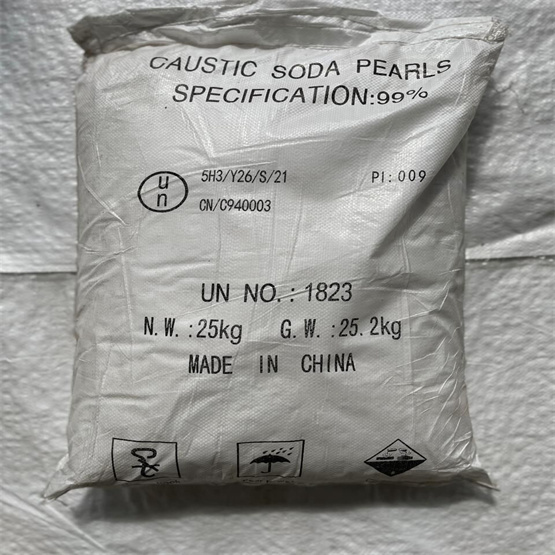 CAUSTIC SODA PEARLS
SPECIFICATION:99%
un 5H3/Y26/S/21 PI:009
CN/C940003
UN NO.: 1823
N.W.:25kg G.W.:25.2kg
MADE IN CHINA